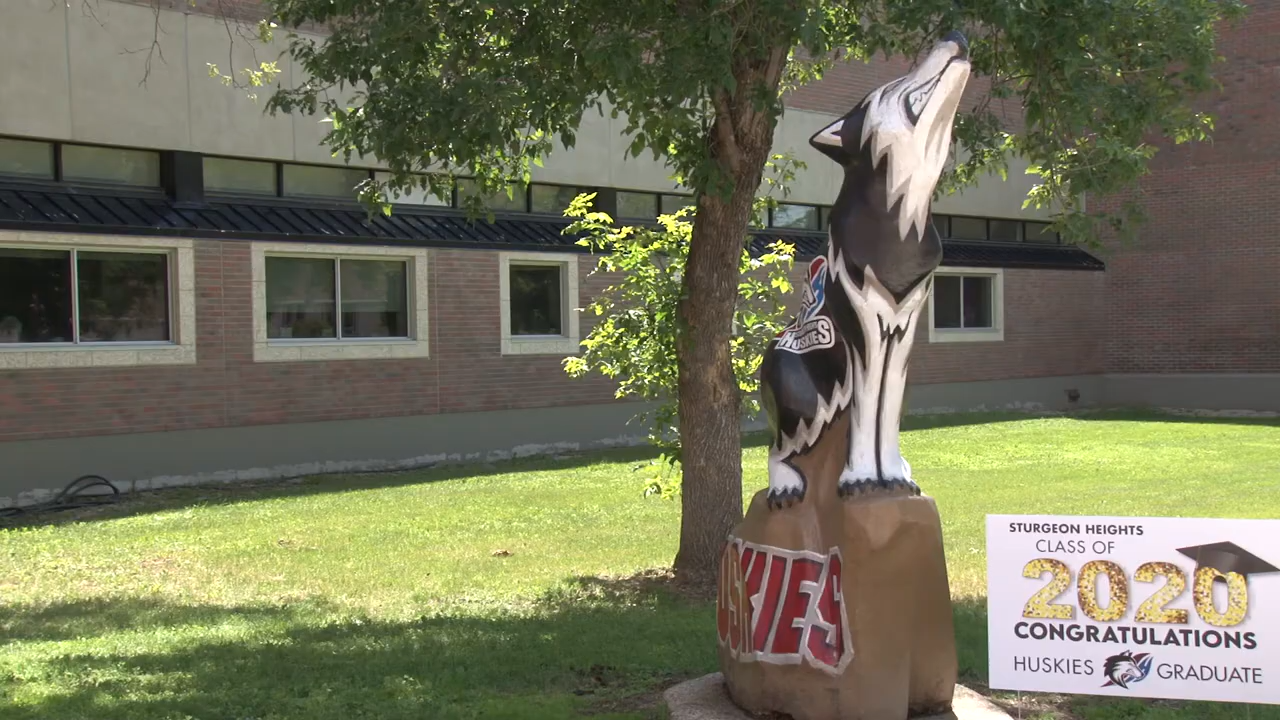 HUSKIES
USKIES
STURGEON HEIGHTS
CLASS OF
2020
CONGRATULATIONS
HUSKIES GRADUATE